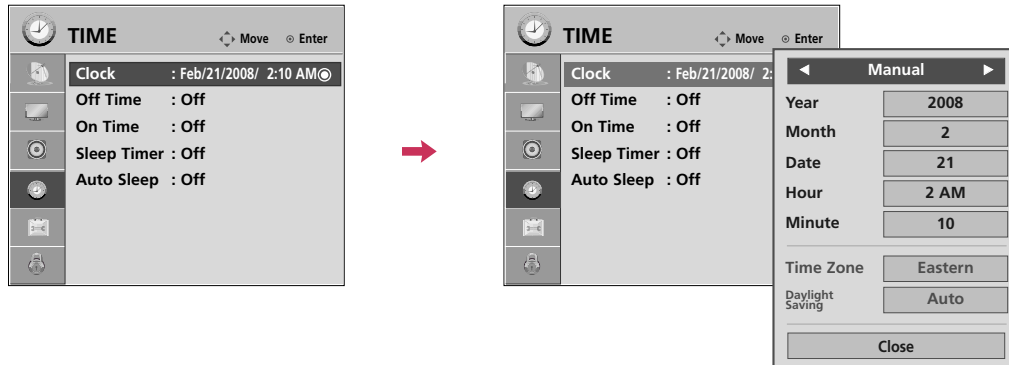 TIME Move Enter
Clock : Feb/21/2008/ 2:10 AM
Off Time : Off
On Time : Off
Sleep Timer : Off
Auto Sleep : Off
TIME Move Enter
Clock : Feb/21/2008/ 2:
Off Time : Off
On Time : Off
Sleep Timer : Off
Auto Sleep : Off
Manual
Year 2008
Month 2
Date 21
Hour 2 AM
Minute 10
Time Zone Eastern
Daylight
Saving
Auto
Close